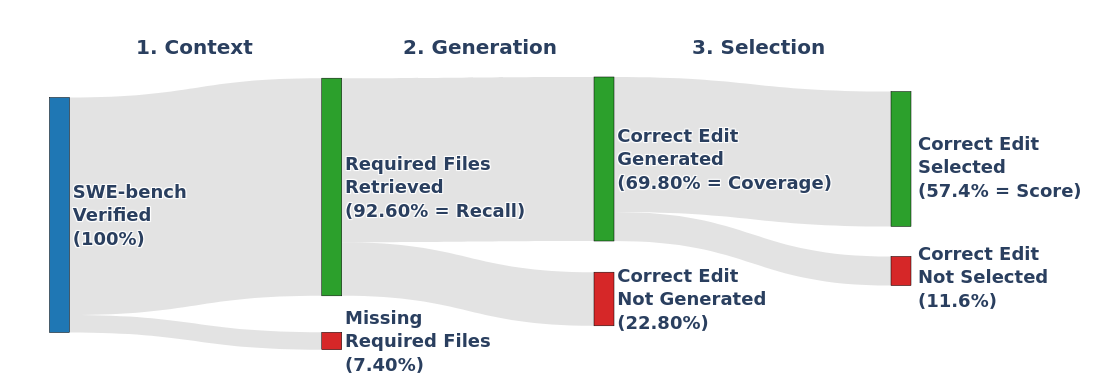 1. Context
2. Generation
3. Selection
SWE-bench
Verified
(100%)
Required Files
Retrieved
(92.60% = Recall)
Missing
Required Files
(7.40%)
Correct Edit
Generated
(69.80% = Coverage)
Correct Edit
Not Generated
(22.80%)
Correct Edit
Selected
(57.4% = Score)
Correct Edit
Not Selected
(11.6%)